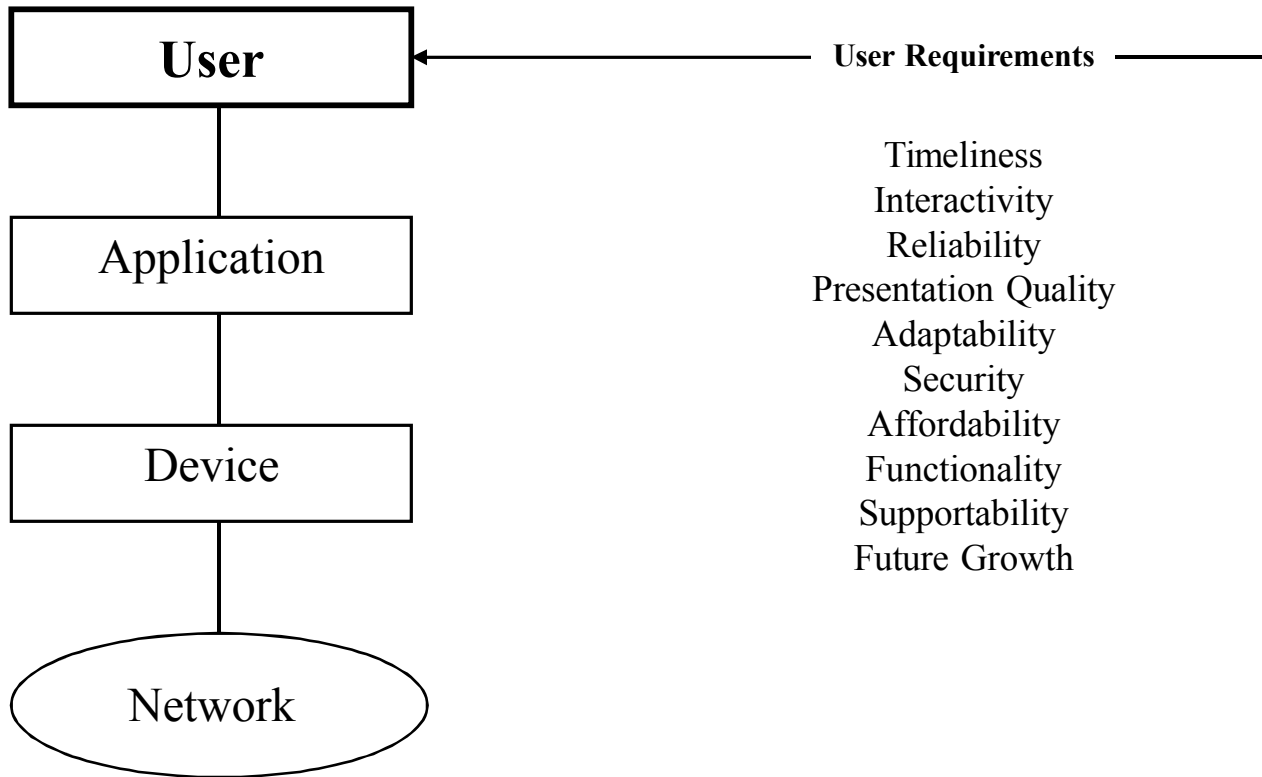 User
User Requirements
Timeliness
Interactivity
Reliability
Presentation Quality
Adaptability
Security
Affordability
Functionality
Supportability
Future Growth
Application
Device
Network